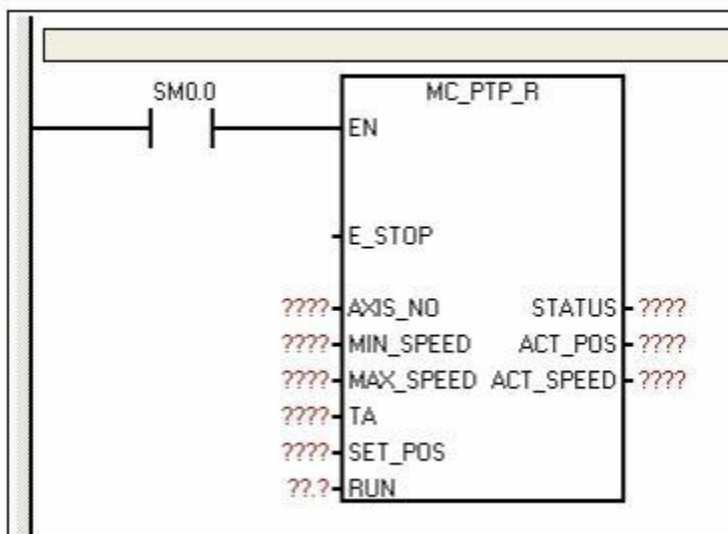 SM0.0
MC_PTP_R
EN
E_STOP
???? AXIS_NO STATUS ????
???? MIN_SPEED ACT_POS ????
???? MAX_SPEED ACT_SPEED ????
???? TA
???? SET_POS
??.? RUN